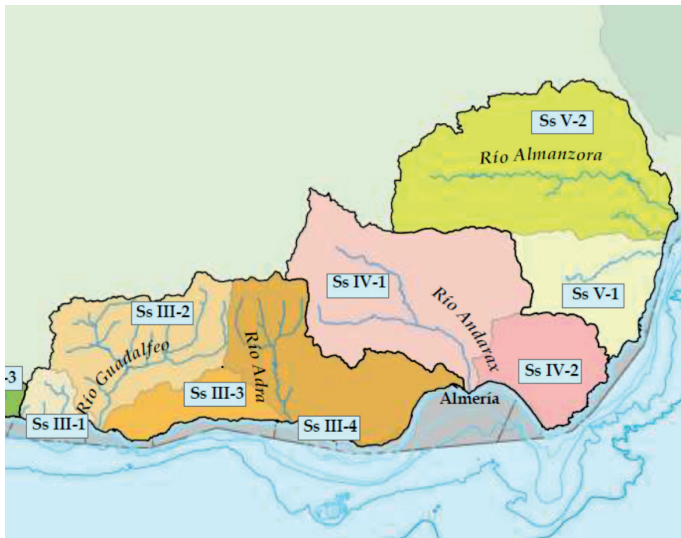 Ss V-2
Río Almanzora
Ss IV-1
Ss V-1
Río Andarax
Ss III-2
Río Guadalfeo
Río Adra
Ss IV-2
-3
Ss III-3
Almería
Ss III-1
Ss III-4